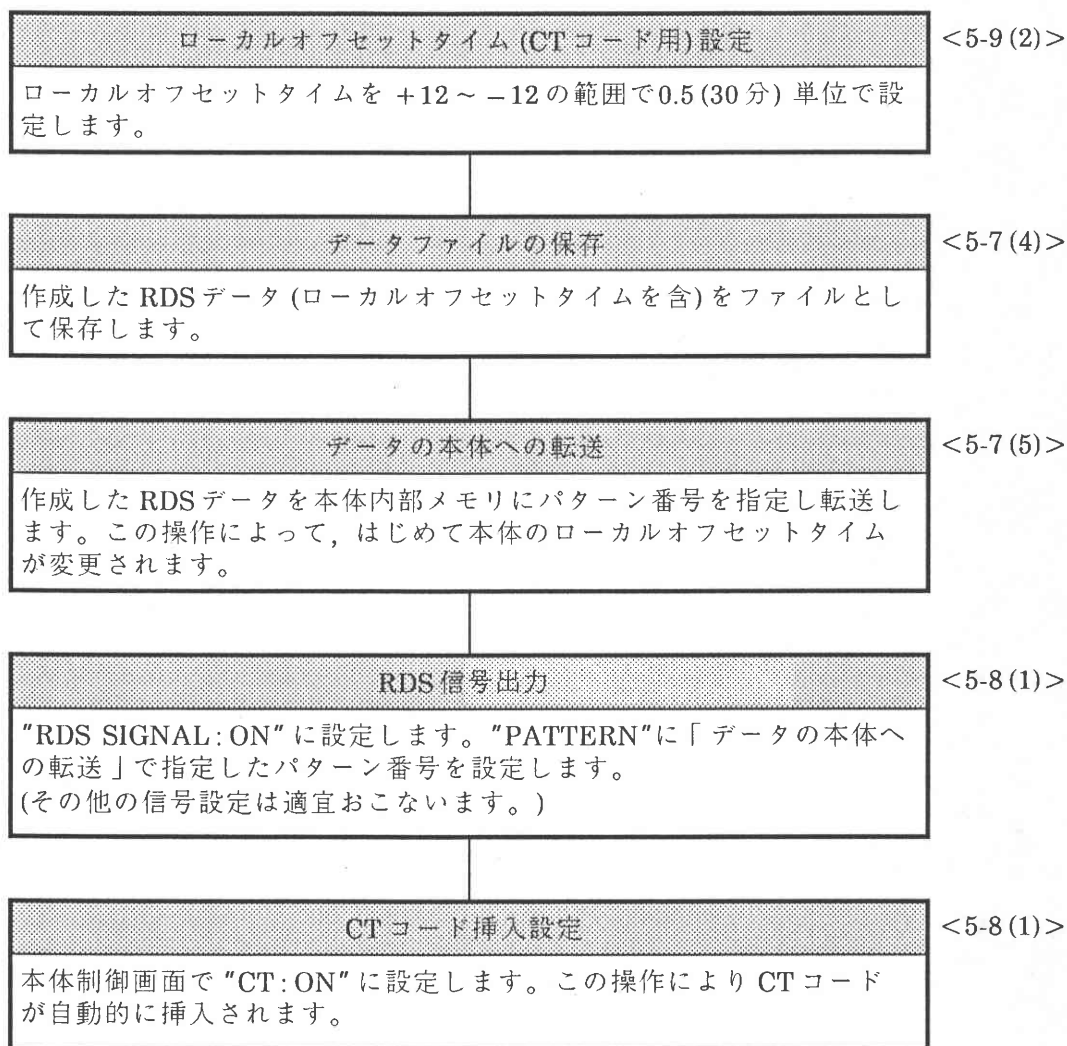 ローカルオフセットタイム(CTコード用)設定 <5-9(2)>
ローカルオフセットタイムを +12～−12の範囲で0.5(30分) 単位で設
定します。
データファイルの保存 <5-7(4)>
作成したRDSデータ(ローカルオフセットタイムを含)をファイルとし
て保存します。
データの本体への転送 <5-7(5)>
作成したRDSデータを本体内部メモリにパターン番号を指定し転送し
ます。この操作によって, はじめて本体のローカルオフセットタイム
が変更されます。
RDS信号出力 <5-8(1)>
"RDS SIGNAL:ON"に設定します。"PATTERN"に「データの本体へ
の転送」で指定したパターン番号を設定します。
(その他の信号設定は適宜おこないます。)
CTコード挿入設定 <5-8(1)>
本体制御画面で"CT:ON"に設定します。この操作によりCTコード
が自動的に挿入されます。